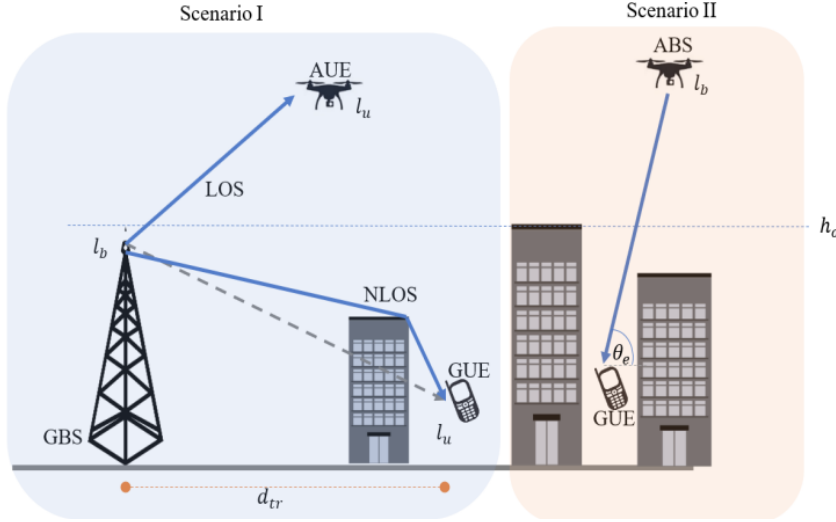 Scenario I
Scenario II
AUE
l_u
ABS
l_b
LOS
h_c
l_b
NLOS
θ_e
GUE
l_u
GUE
GBS
d_tr